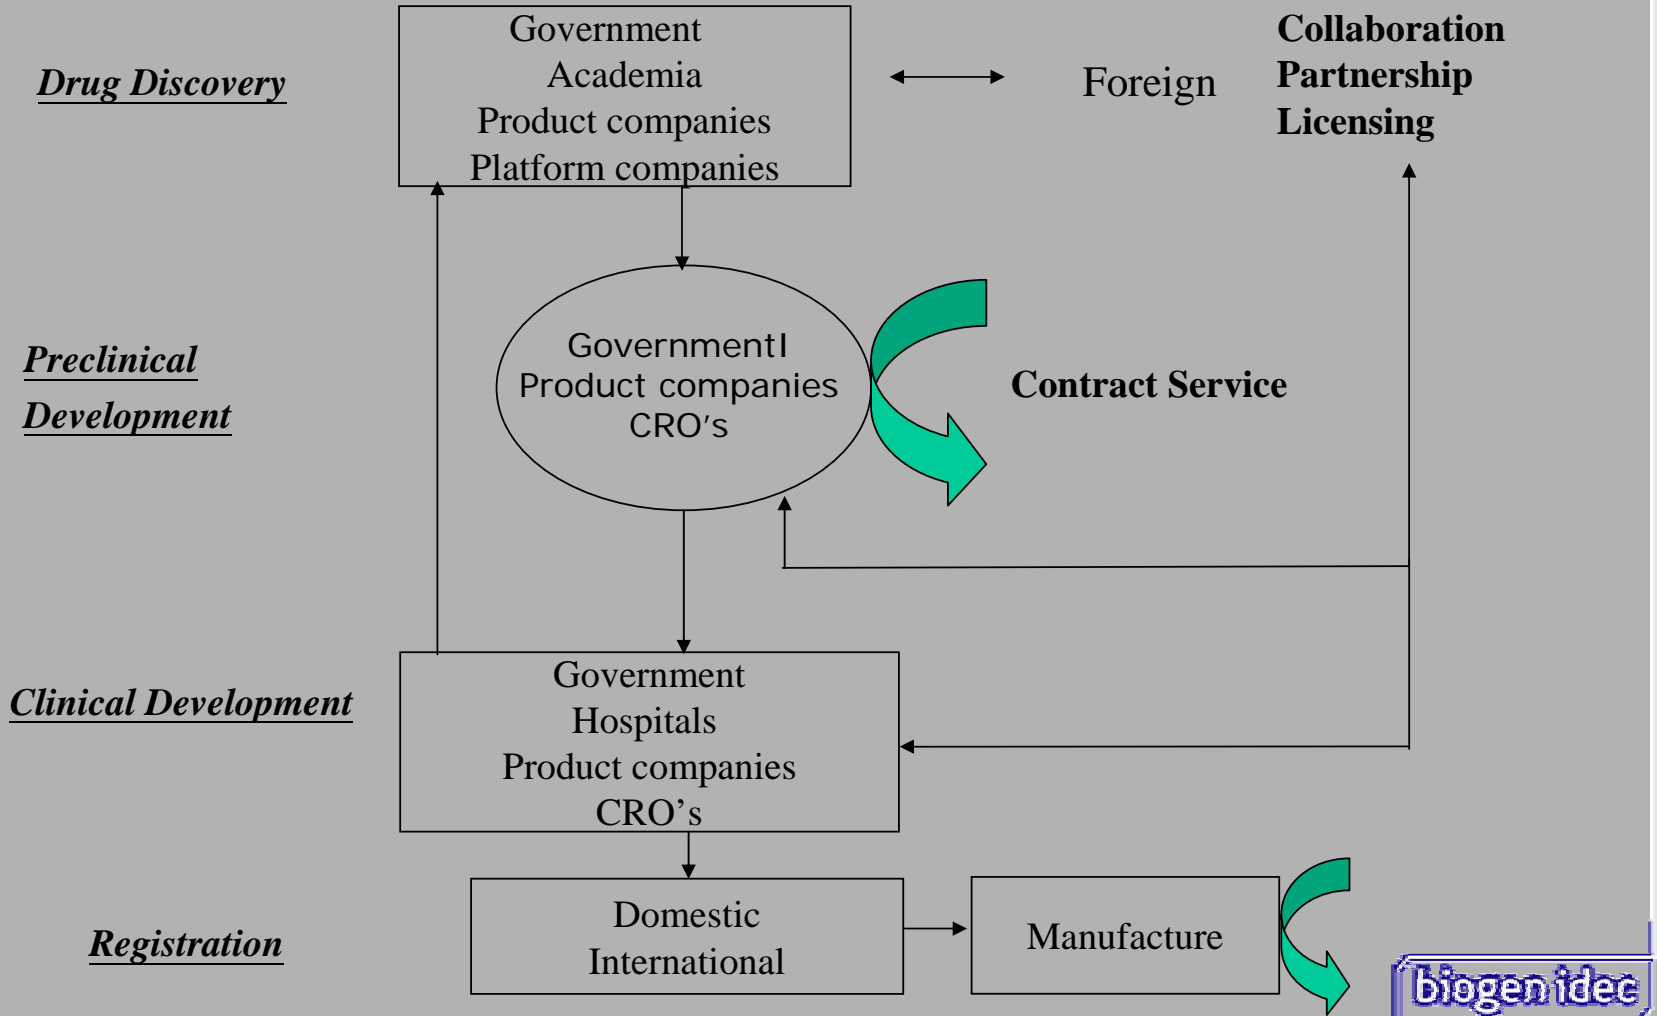 Drug Discovery
Government
Academia
Product companies
Platform companies
Foreign
Collaboration
Partnership
Licensing
Preclinical
Development
GovernmentI
Product companies
CRO's
Contract Service
Clinical Development
Government
Hospitals
Product companies
CRO’s
Registration
Domestic
International
Manufacture
biogen idec